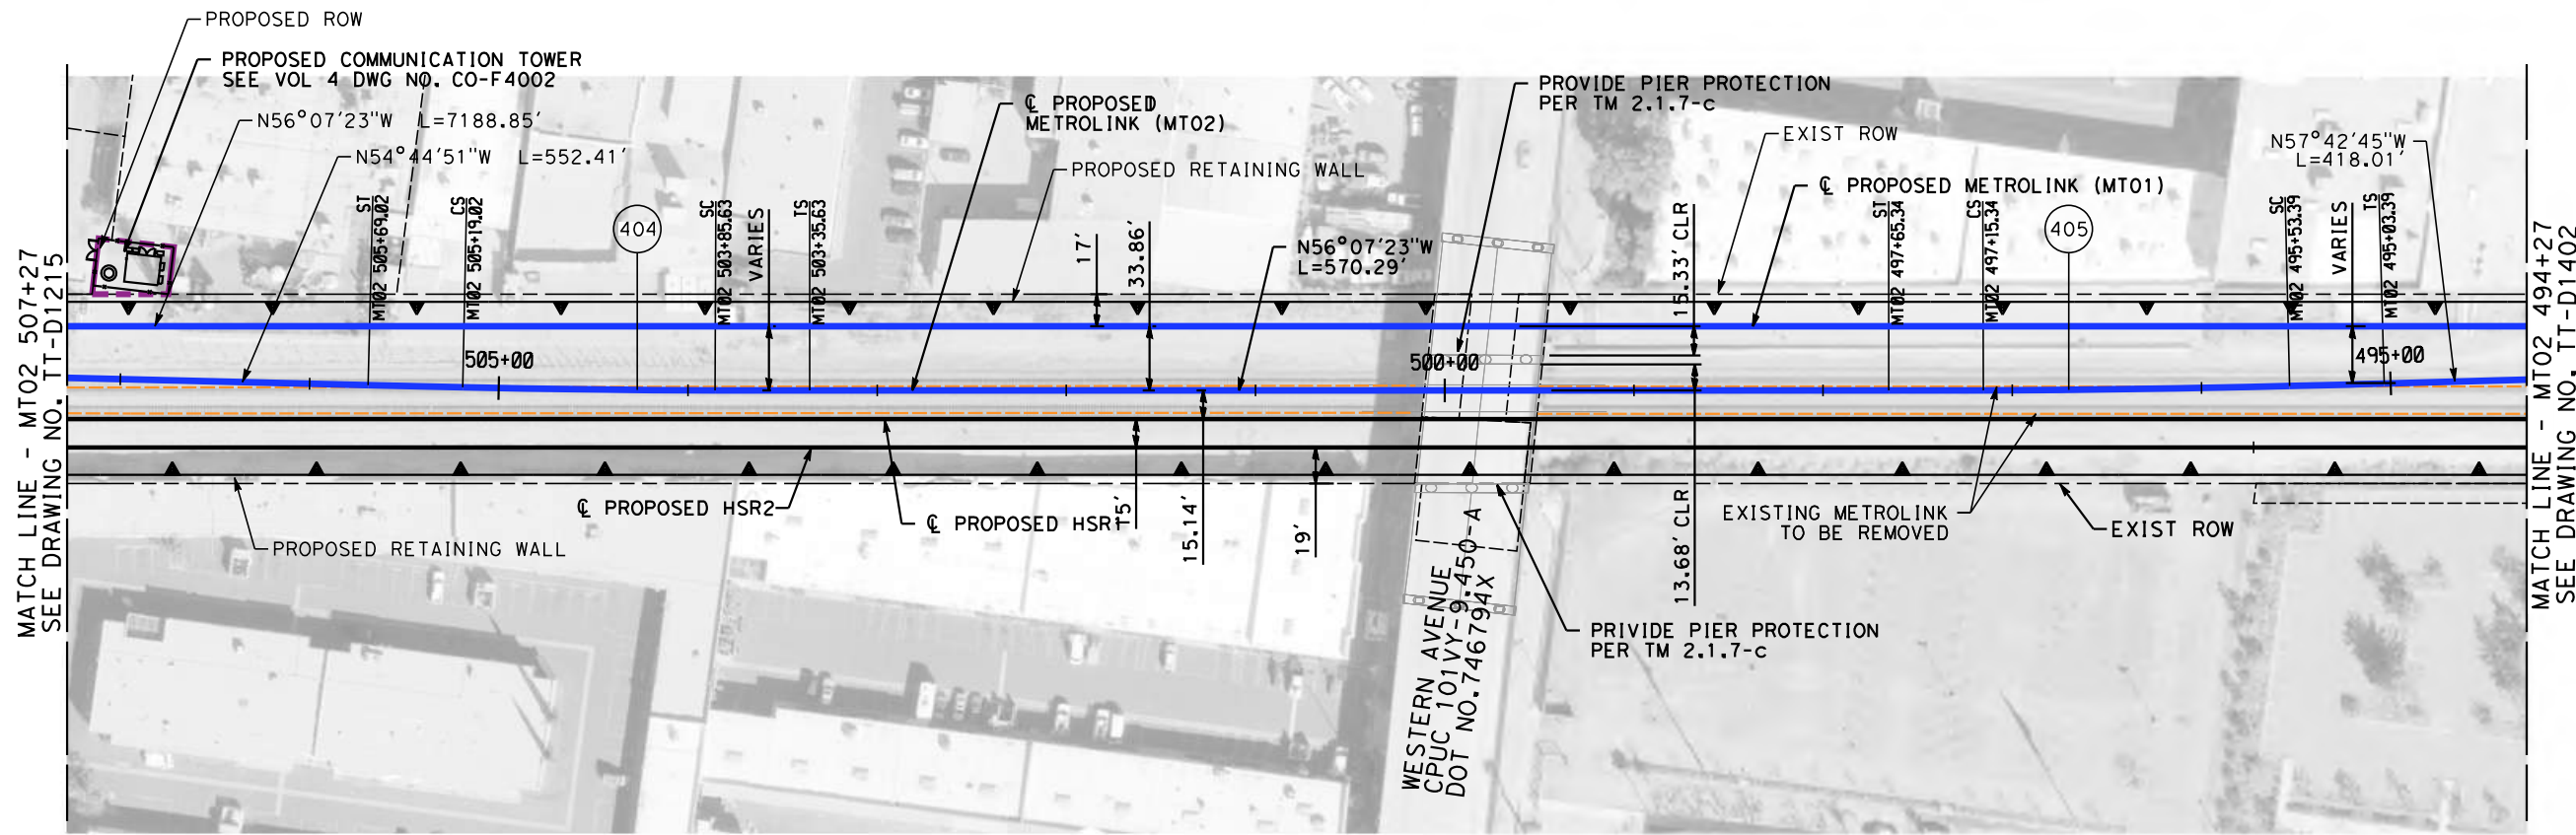 PROPOSED ROW
PROPOSED COMMUNICATION TOWER
SEE VOL 4 DWG NO. CO-F4002
N56°07'23"W L=7188.85'
N54°44'51"W L=552.41'
℄ PROPOSED
METROLINK (MT02)
PROPOSED RETAINING WALL
PROVIDE PIER PROTECTION
PER TM 2.1.7-c
EXIST ROW
℄ PROPOSED METROLINK (MT01)
N57°42'45"W
L=418.01'
ST
MT02 505+69.02
CS
MT02 505+19.02
404
SC
MT02 503+85.63
VARIES
TS
MT02 503+35.63
17'
33.86'
N56°07'23"W
L=570.29'
15.33' CLR
ST
MT02 497+65.34
CS
MT02 497+15.34
405
SC
MT02 495+53.39
VARIES
TS
MT02 495+03.39
505+00
500+00
495+00
MATCH LINE - MT02 507+27
SEE DRAWING NO. TT-D1215
MATCH LINE - MT02 494+27
SEE DRAWING NO. TT-D1402
℄ PROPOSED HSR2
℄ PROPOSED HSR1
15'
15.14'
19'
13.68' CLR
PROPOSED RETAINING WALL
EXISTING METROLINK
TO BE REMOVED
EXIST ROW
PRIVIDE PIER PROTECTION
PER TM 2.1.7-c
WESTERN AVENUE
CPUC 101VY-9.450-A
DOT NO.746794X